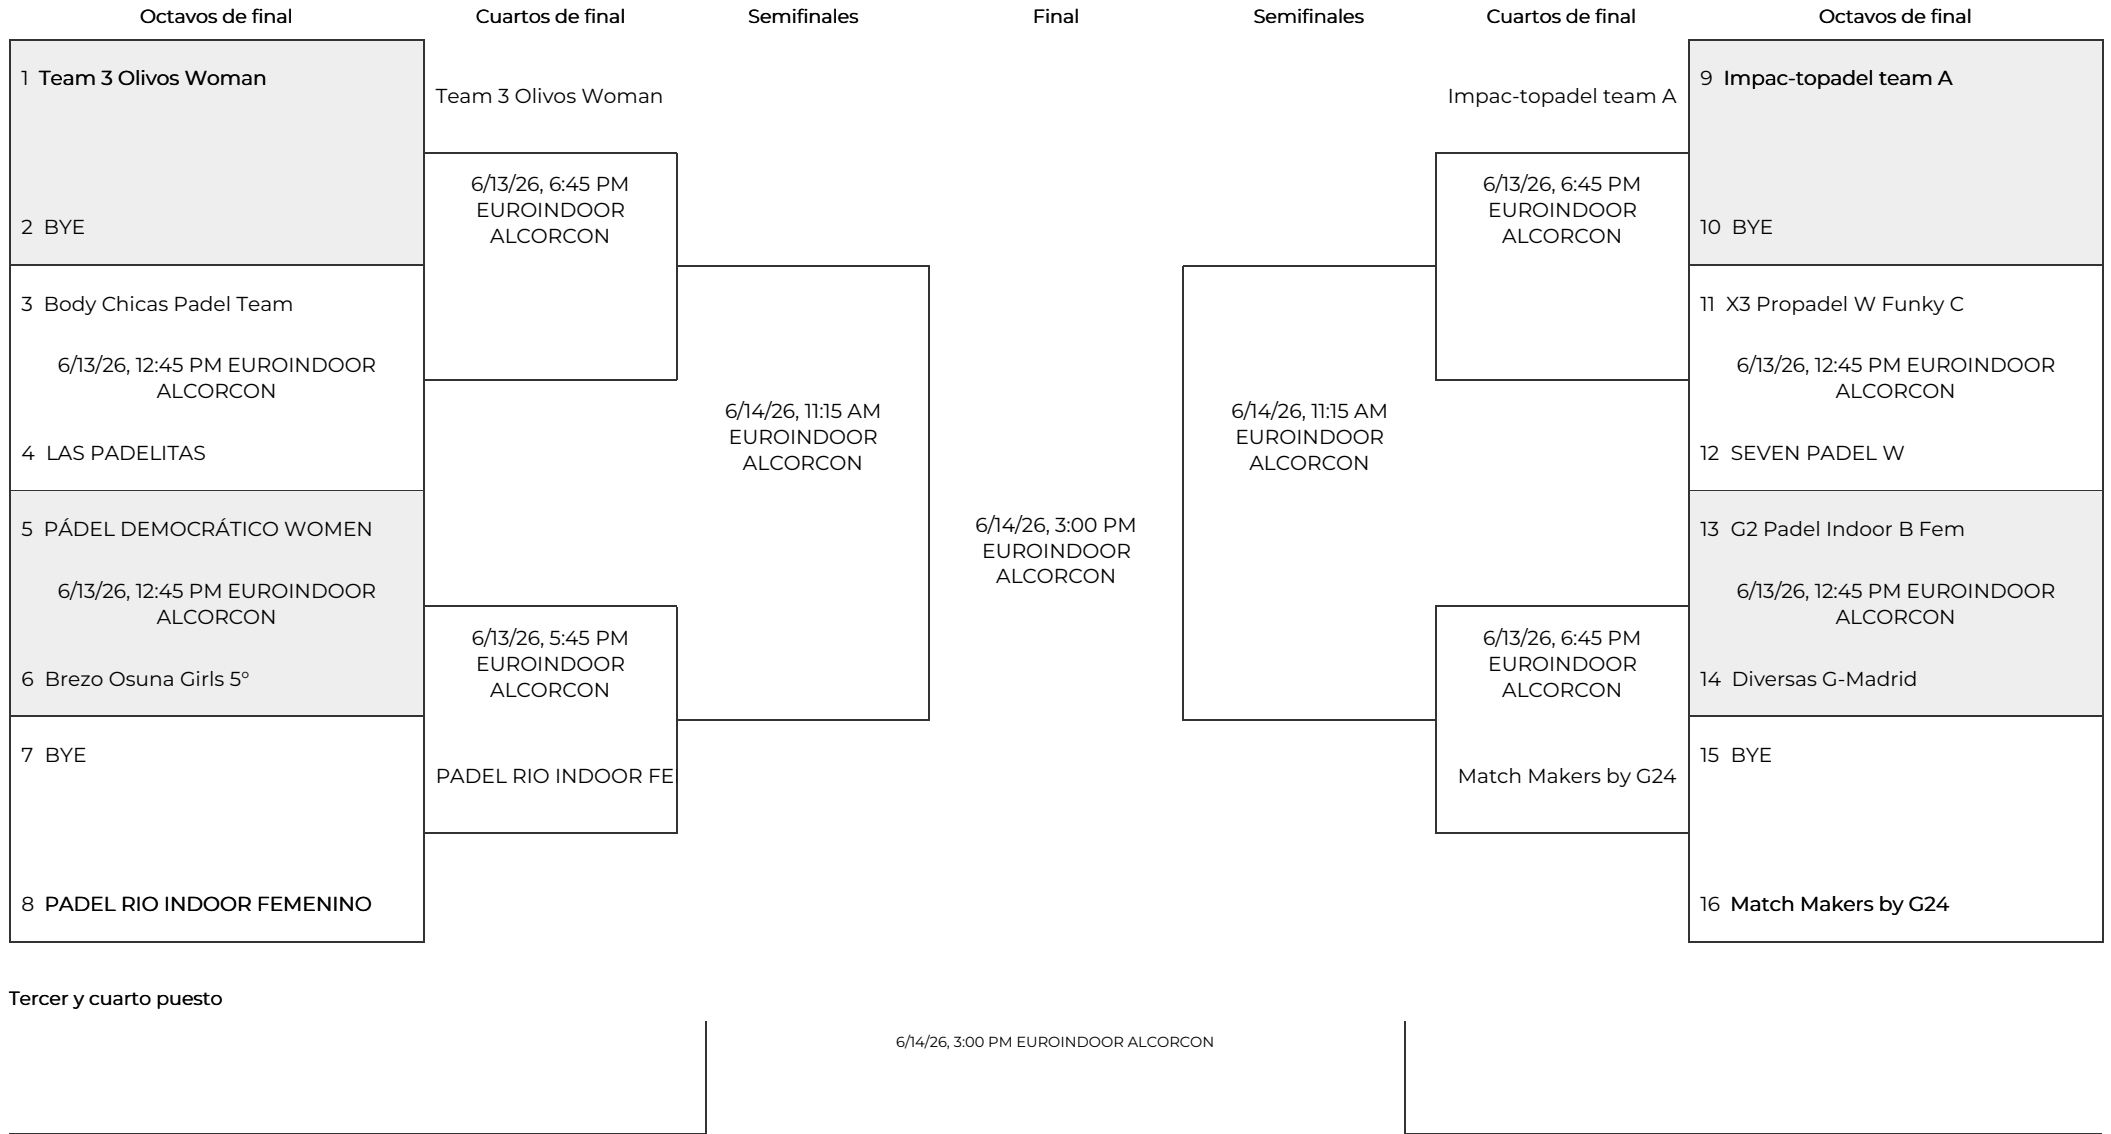 Octavos de final
Cuartos de final
Semifinales
Final
Semifinales
Cuartos de final
Octavos de final
1 Team 3 Olivos Woman
2 BYE
3 Body Chicas Padel Team
6/13/26, 12:45 PM EUROINDOOR
ALCORCON
4 LAS PADELITAS
5 PÁDEL DEMOCRÁTICO WOMEN
6/13/26, 12:45 PM EUROINDOOR
ALCORCON
6 Brezo Osuna Girls 5º
7 BYE
8 PADEL RIO INDOOR FEMENINO
Team 3 Olivos Woman
6/13/26, 6:45 PM
EUROINDOOR
ALCORCON
6/13/26, 5:45 PM
EUROINDOOR
ALCORCON
PADEL RIO INDOOR FE
6/14/26, 11:15 AM
EUROINDOOR
ALCORCON
6/14/26, 3:00 PM
EUROINDOOR
ALCORCON
6/14/26, 11:15 AM
EUROINDOOR
ALCORCON
Impac-topadel team A
6/13/26, 6:45 PM
EUROINDOOR
ALCORCON
6/13/26, 6:45 PM
EUROINDOOR
ALCORCON
Match Makers by G24
9 Impac-topadel team A
10 BYE
11 X3 Propadel W Funky C
6/13/26, 12:45 PM EUROINDOOR
ALCORCON
12 SEVEN PADEL W
13 G2 Padel Indoor B Fem
6/13/26, 12:45 PM EUROINDOOR
ALCORCON
14 Diversas G-Madrid
15 BYE
16 Match Makers by G24
Tercer y cuarto puesto
6/14/26, 3:00 PM EUROINDOOR ALCORCON